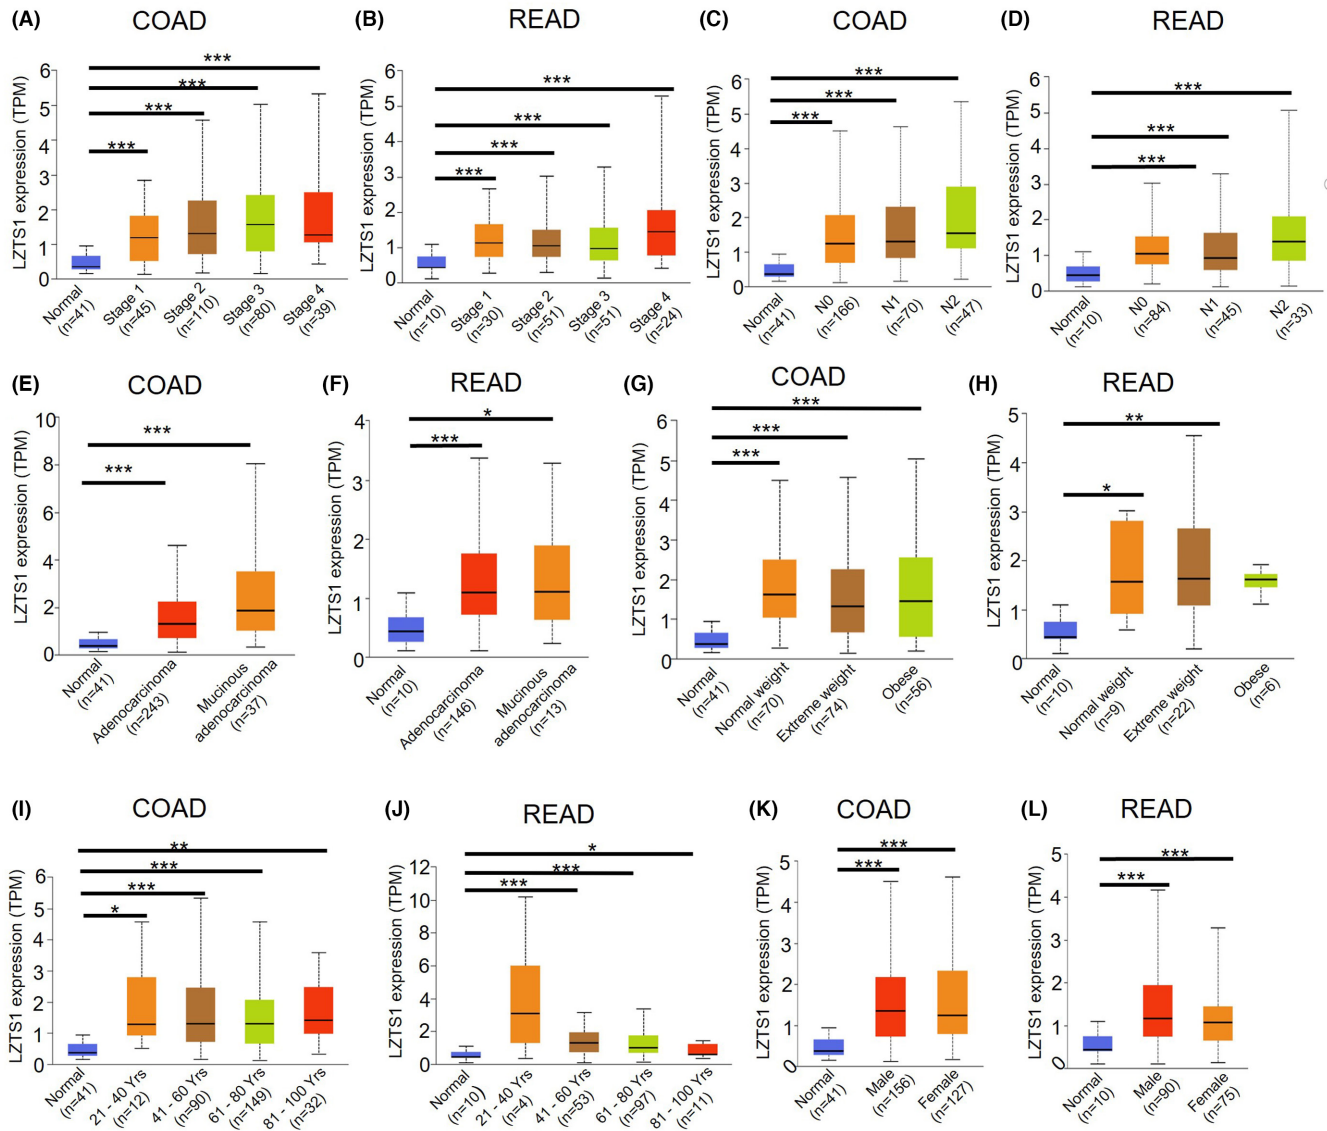 (A) COAD
LZTS1 expression (TPM)
6
5
4
3
2
1
0
***
***
***
***
Normal
(n=41)
Stage 1
(n=45)
Stage 2
(n=110)
Stage 3
(n=80)
Stage 4
(n=39)
(B) READ
LZTS1 expression (TPM)
6
5
4
3
2
1
0
***
***
***
***
Normal
(n=10)
Stage 1
(n=30)
Stage 2
(n=51)
Stage 3
(n=51)
Stage 4
(n=24)
(C) COAD
LZTS1 expression (TPM)
6
5
4
3
2
1
0
***
***
***
Normal
(n=41)
N0
(n=166)
N1
(n=70)
N2
(n=47)
(D) READ
LZTS1 expression (TPM)
6
5
4
3
2
1
0
***
***
***
Normal
(n=10)
N0
(n=84)
N1
(n=45)
N2
(n=33)
(E) COAD
LZTS1 expression (TPM)
10
8
6
4
2
0
***
***
Normal
(n=41)
Adenocarcinoma
(n=243)
Mucinous
adenocarcinoma
(n=37)
(F) READ
LZTS1 expression (TPM)
4
3
2
1
0
*
***
Normal
(n=10)
Adenocarcinoma
(n=146)
Mucinous
adenocarcinoma
(n=13)
(G) COAD
LZTS1 expression (TPM)
6
5
4
3
2
1
0
***
***
***
Normal
(n=41)
Normal weight
(n=70)
Extreme weight
(n=74)
Obese
(n=56)
(H) READ
LZTS1 expression (TPM)
5
4
3
2
1
0
**
*
Normal
(n=10)
Normal weight
(n=9)
Extreme weight
(n=22)
Obese
(n=6)
(I) COAD
LZTS1 expression (TPM)
6
5
4
3
2
1
0
**
***
***
*
Normal
(n=41)
21 - 40 Yrs
(n=12)
41 - 60 Yrs
(n=90)
61 - 80 Yrs
(n=149)
81 - 100 Yrs
(n=32)
(J) READ
LZTS1 expression (TPM)
12
10
8
6
4
2
0
*
***
***
Normal
(n=10)
21 - 40 Yrs
(n=4)
41 - 60 Yrs
(n=53)
61 - 80 Yrs
(n=97)
81 - 100 Yrs
(n=11)
(K) COAD
LZTS1 expression (TPM)
5
4
3
2
1
0
***
***
Normal
(n=41)
Male
(n=156)
Female
(n=127)
(L) READ
LZTS1 expression (TPM)
5
4
3
2
1
0
***
***
Normal
(n=10)
Male
(n=90)
Female
(n=75)